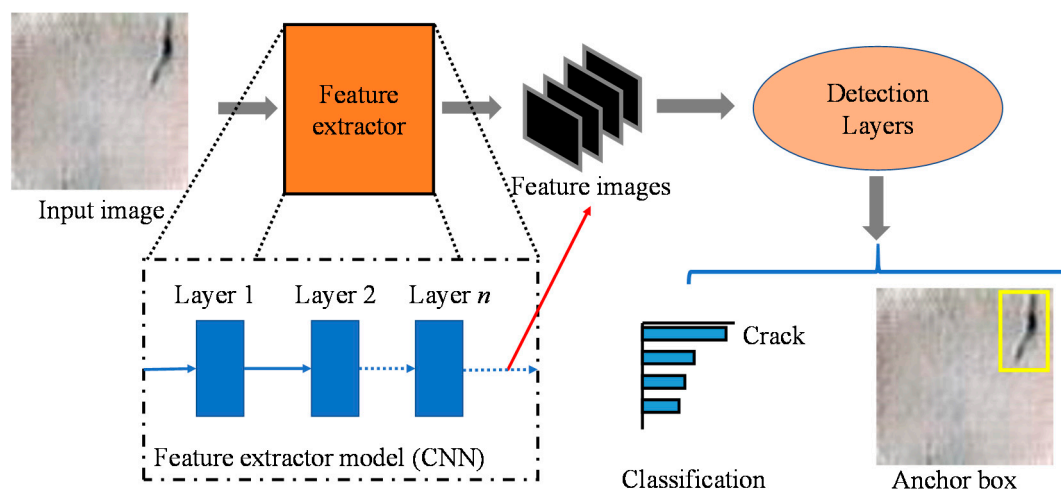 Input image
Feature
extractor
Feature images
Detection
Layers
Layer 1
Layer 2
Layer n
Feature extractor model (CNN)
Crack
Classification
Anchor box